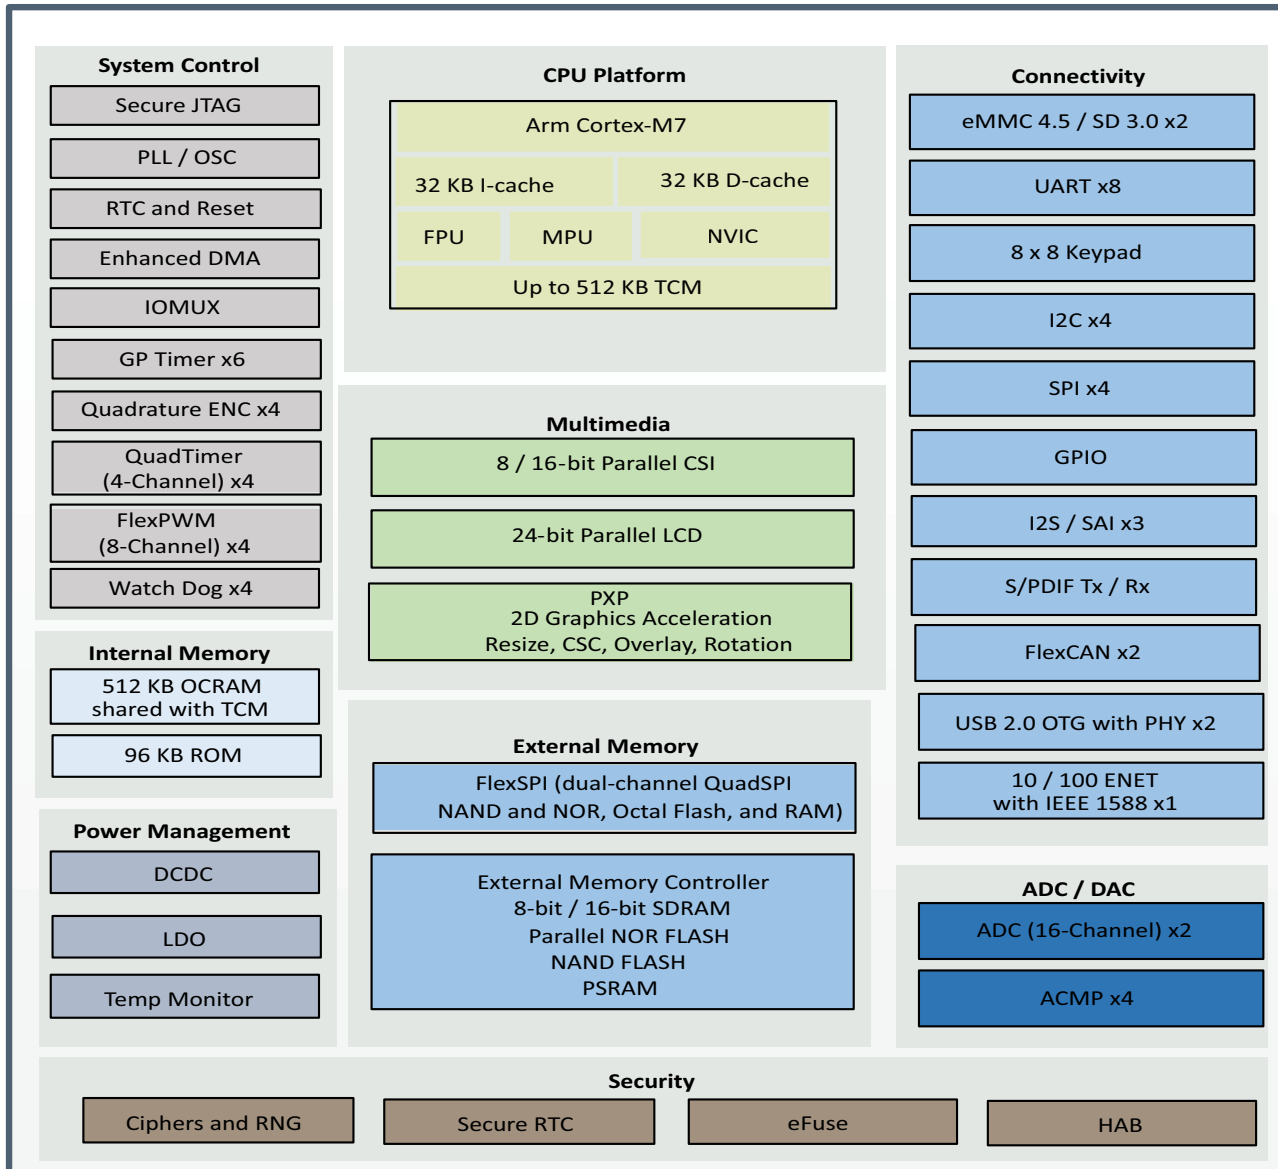 System Control
Secure JTAG
PLL / OSC
RTC and Reset
Enhanced DMA
IOMUX
GP Timer x6
Quadrature ENC x4
QuadTimer
(4-Channel) x4
FlexPWM
(8-Channel) x4
Watch Dog x4
Internal Memory
512 KB OCRAM
shared with TCM
96 KB ROM
Power Management
DCDC
LDO
Temp Monitor
CPU Platform
Arm Cortex-M7
32 KB I-cache
32 KB D-cache
FPU
MPU
NVIC
Up to 512 KB TCM
Multimedia
8 / 16-bit Parallel CSI
24-bit Parallel LCD
PXP
2D Graphics Acceleration
Resize, CSC, Overlay, Rotation
External Memory
FlexSPI (dual-channel QuadSPI
NAND and NOR, Octal Flash, and RAM)
External Memory Controller
8-bit / 16-bit SDRAM
Parallel NOR FLASH
NAND FLASH
PSRAM
Connectivity
eMMC 4.5 / SD 3.0 x2
UART x8
8 x 8 Keypad
I2C x4
SPI x4
GPIO
I2S / SAI x3
S/PDIF Tx / Rx
FlexCAN x2
USB 2.0 OTG with PHY x2
10 / 100 ENET
with IEEE 1588 x1
ADC / DAC
ADC (16-Channel) x2
ACMP x4
Security
Ciphers and RNG
Secure RTC
eFuse
HAB